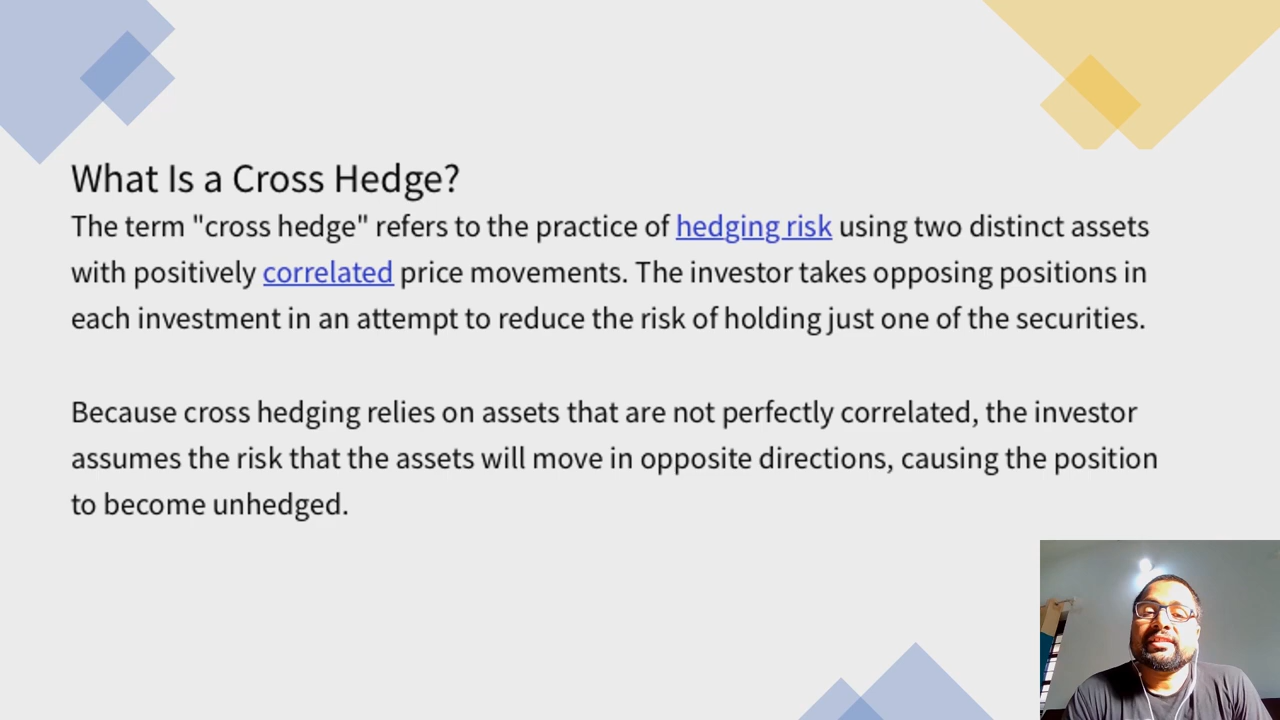 What Is a Cross Hedge?
The term "cross hedge" refers to the practice of hedging risk using two distinct assets
with positively correlated price movements. The investor takes opposing positions in
each investment in an attempt to reduce the risk of holding just one of the securities.
Because cross hedging relies on assets that are not perfectly correlated, the investor
assumes the risk that the assets will move in opposite directions, causing the position
to become unhedged.